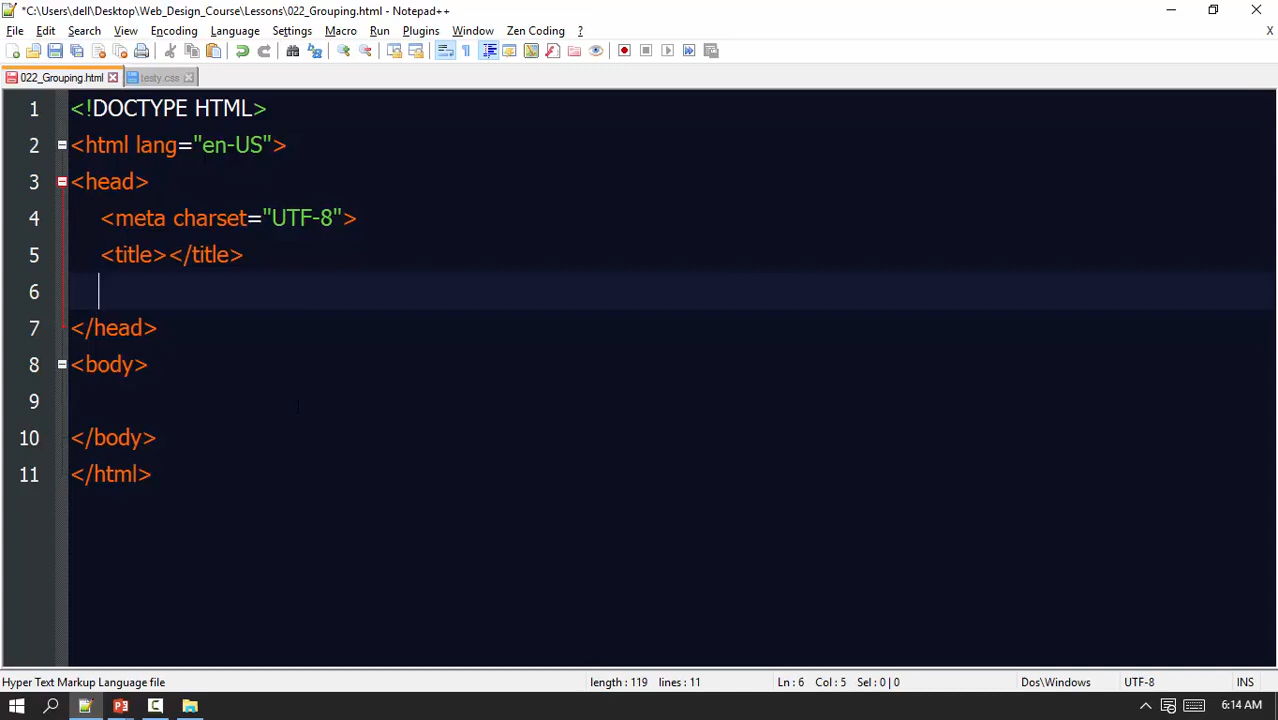 *C:\Users\dell\Desktop\Web_Design_Course\Lessons\022_Grouping.html - Notepad++
File Edit Search View Encoding Language Settings Macro Run Plugins Window Zen Coding ? X
022_Grouping.html testy.css
1 <!DOCTYPE HTML>
2 <html lang="en-US">
3 <head>
4 <meta charset="UTF-8">
5 <title></title>
6
7 </head>
8 <body>
9
10 </body>
11 </html>
Hyper Text Markup Language file length : 119 lines : 11 Ln : 6 Col : 5 Sel : 0 | 0 Dos\Windows UTF-8 INS
6:14 AM